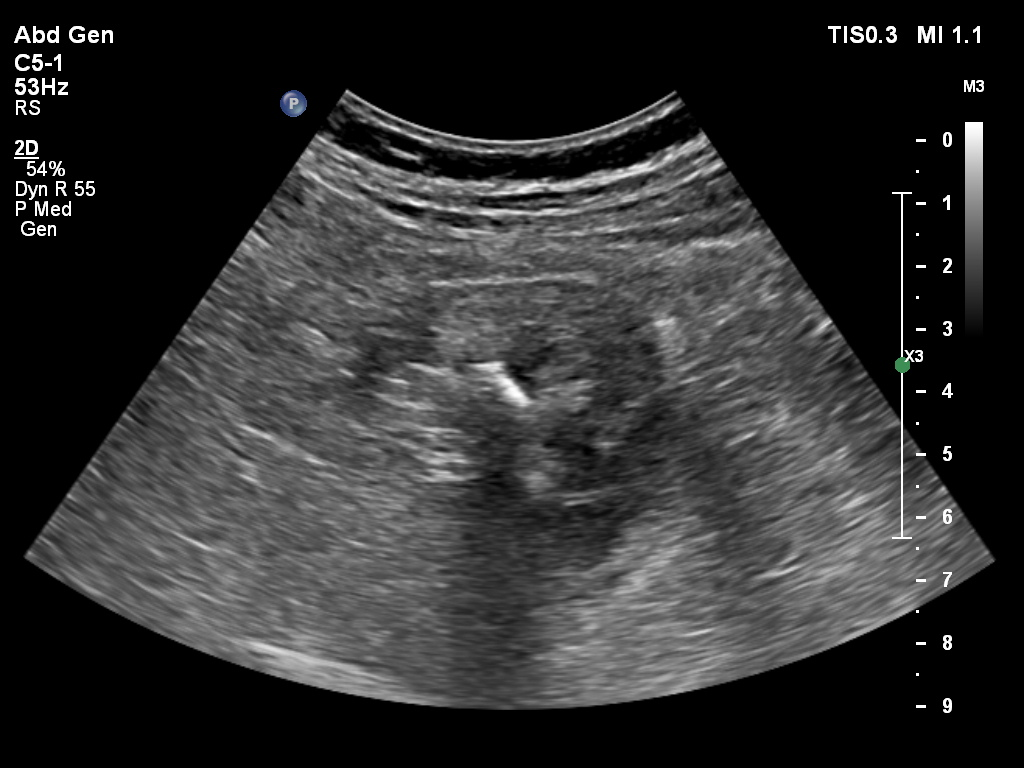 Abd Gen
C5-1
53Hz
RS
2D
54%
Dyn R 55
P Med
Gen
P
TIS0.3 MI 1.1
M3
0
1
2
3
X3
4
5
6
7
8
9